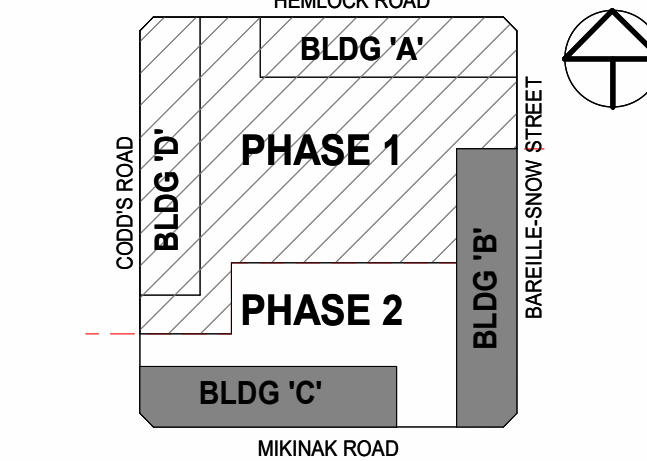 HEMLOCK ROAD
BLDG 'A'
PHASE 1
BLDG 'D'
CODD'S ROAD
BAREILLE-SNOW STREET
BLDG 'B'
PHASE 2
BLDG 'C'
MIKINAK ROAD